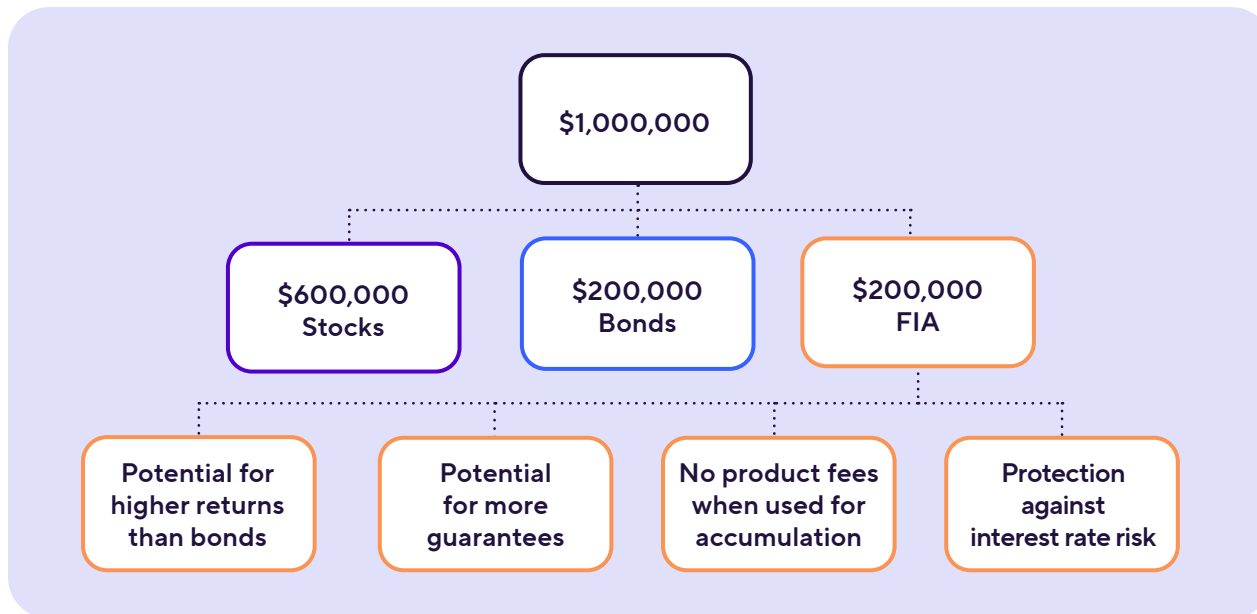 $1,000,000
$600,000
Stocks
$200,000
Bonds
$200,000
FIA
Potential for
higher returns
than bonds
Potential
for more
guarantees
No product fees
when used for
accumulation
Protection
against
interest rate risk